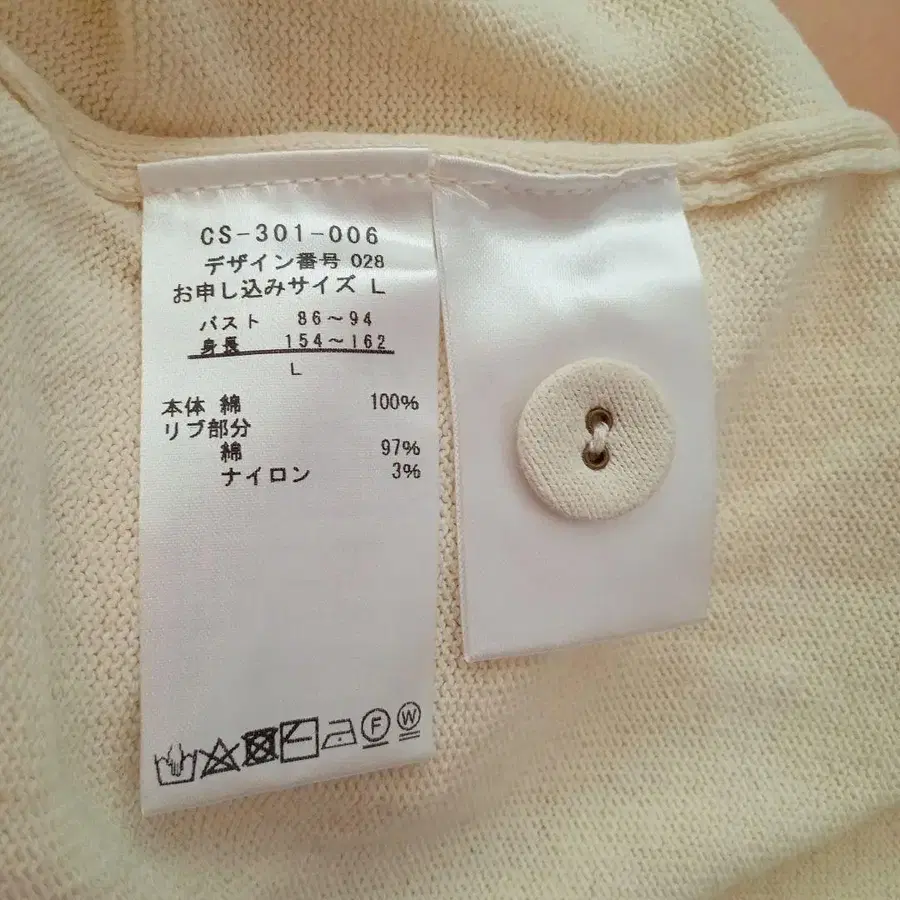 CS-301-006
デザイン番号 028
お申し込みサイズ L
バスト 86～94
身長 154～162
L
本体 綿 100%
リブ部分
綿 97%
ナイロン 3%
F W